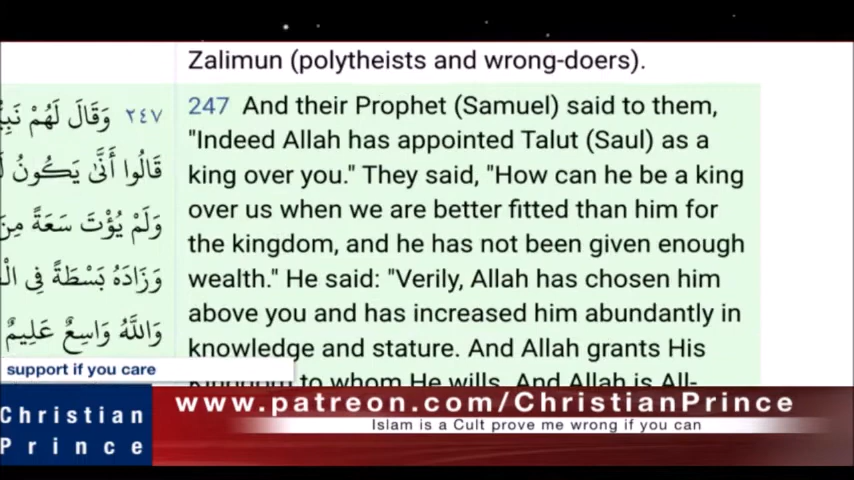 Zalimun (polytheists and wrong-doers).
247 And their Prophet (Samuel) said to them,
"Indeed Allah has appointed Talut (Saul) as a
king over you." They said, "How can he be a king
over us when we are better fitted than him for
the kingdom, and he has not been given enough
wealth." He said: "Verily, Allah has chosen him
above you and has increased him abundantly in
knowledge and stature. And Allah grants His
Kingdom to whom He wills. And Allah is All-
٢٤٧ وَقَالَ لَهُمْ
قَالُوا أَنَّىٰ يَكُونُ
وَلَمْ يُؤْتَ سَعَةً مِنَ
وَزَادَهُ بَسْطَةً فِي
وَاللَّهُ وَاسِعٌ عَلِيمٌ
support if you care
Christian
Prince
www.patreon.com/ChristianPrince
Islam is a Cult prove me wrong if you can